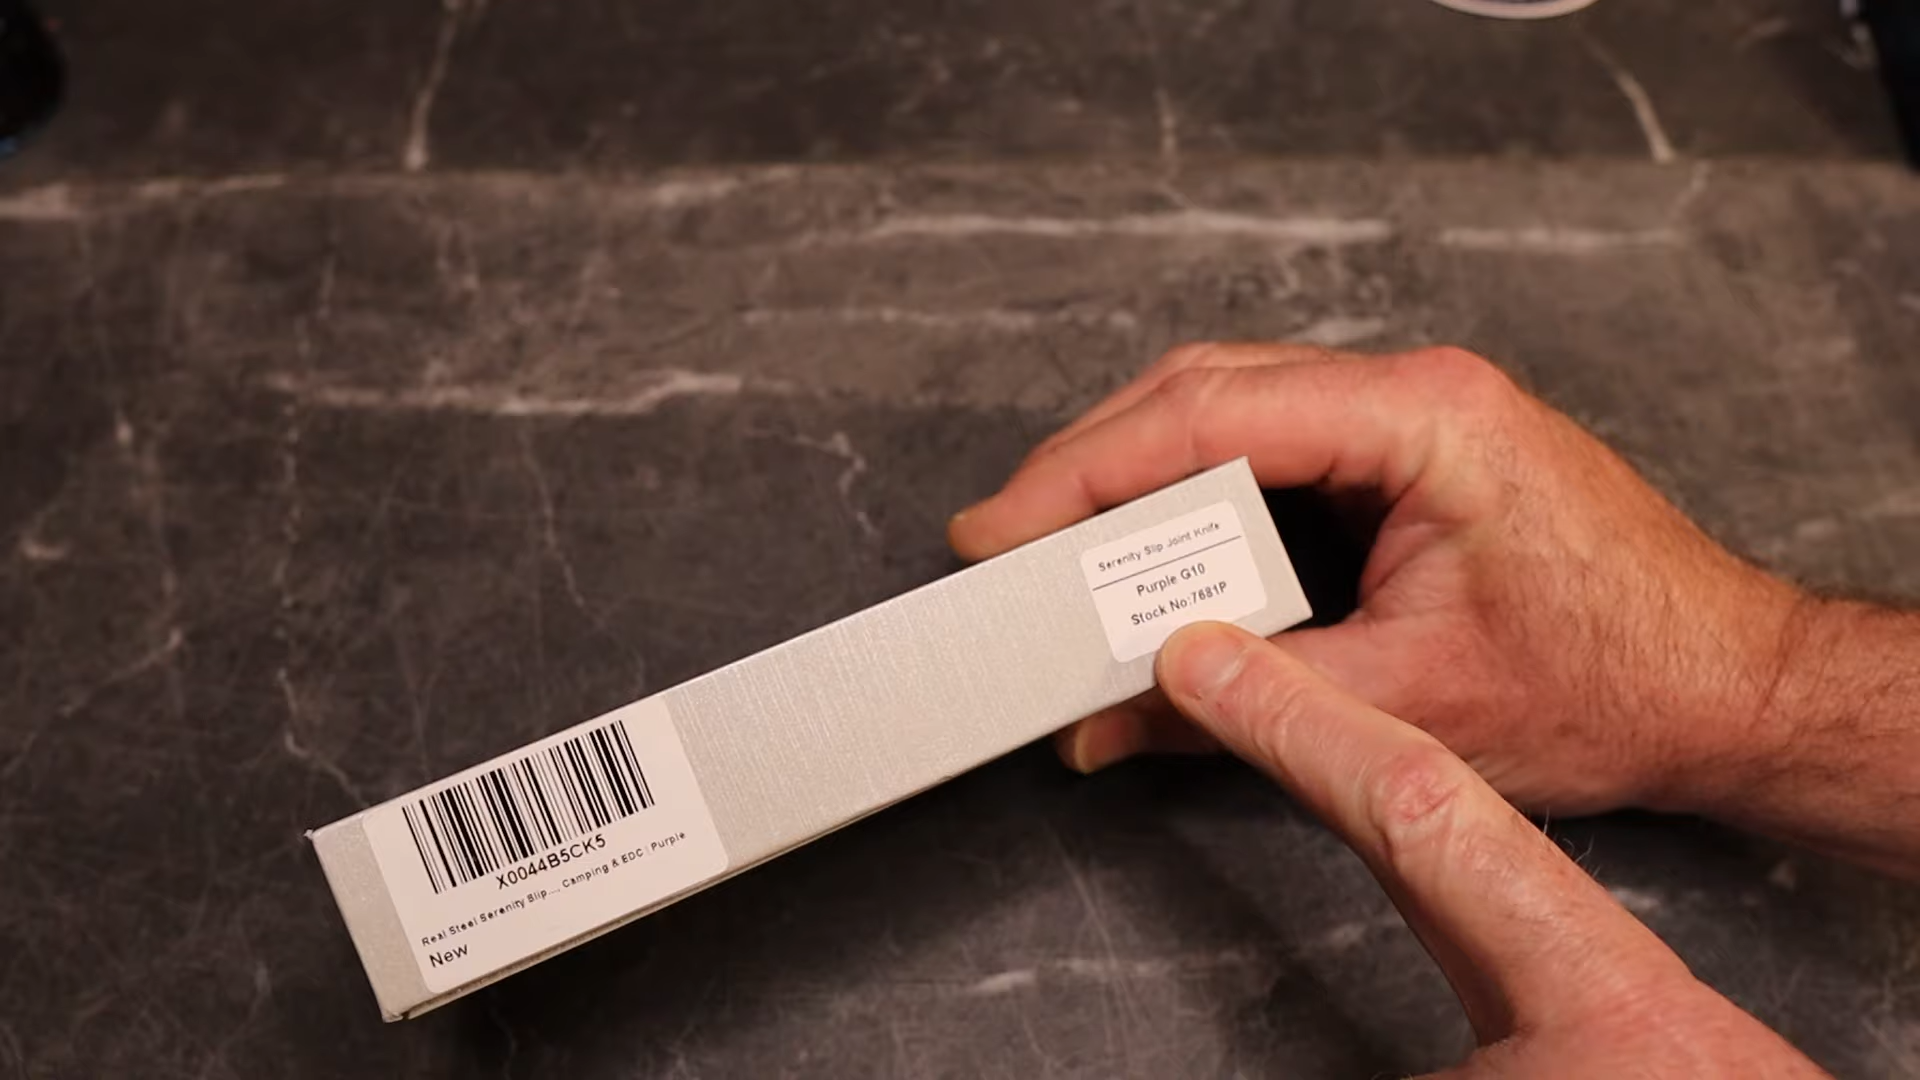 Serenity Slip Joint Knife
Purple G10
Stock No:7681P
X0044B5CK5
Real Steel Serenity Slip.... Camping & EDC | Purple
New